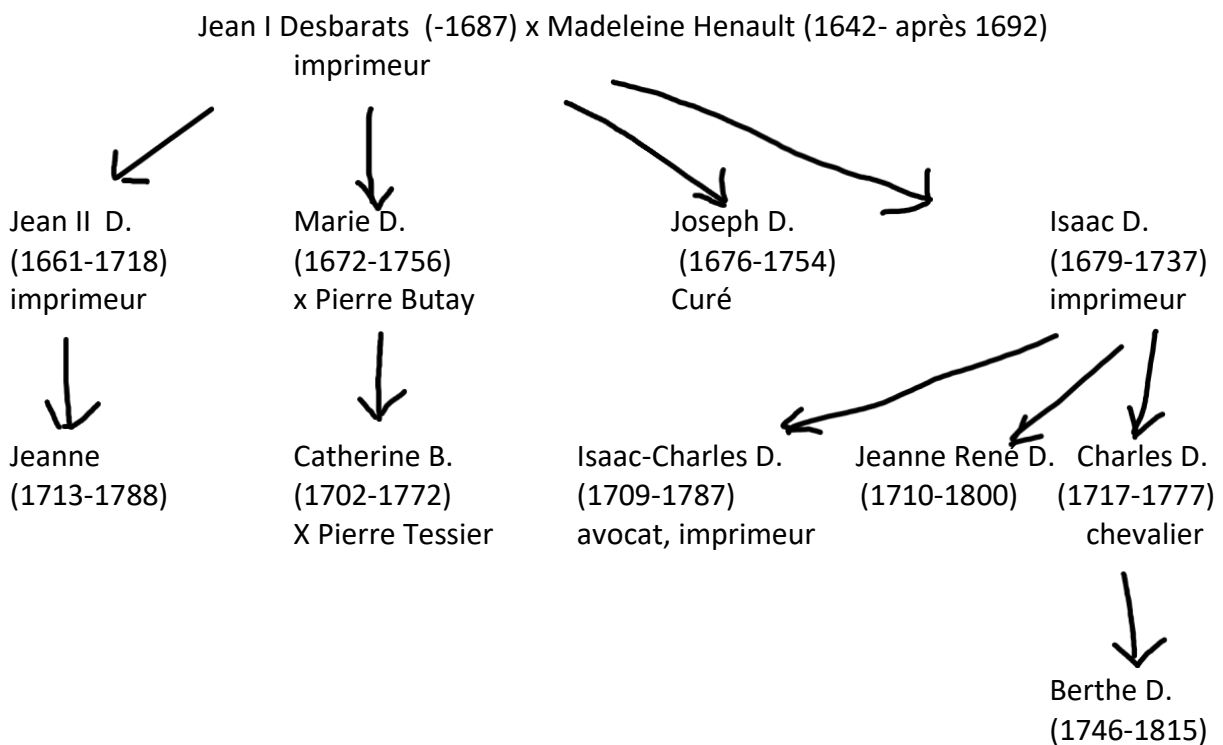 Jean I Desbarats (-1687) x Madeleine Henault (1642- après 1692)
imprimeur
Jean II D. Marie D. Joseph D. Isaac D.
(1661-1718) (1672-1756) (1676-1754) (1679-1737)
imprimeur x Pierre Butay Curé imprimeur
Jeanne Catherine B. Isaac-Charles D. Jeanne René D. Charles D.
(1713-1788) (1702-1772) (1709-1787) (1710-1800) (1717-1777)
X Pierre Tessier avocat, imprimeur chevalier
Berthe D.
(1746-1815)